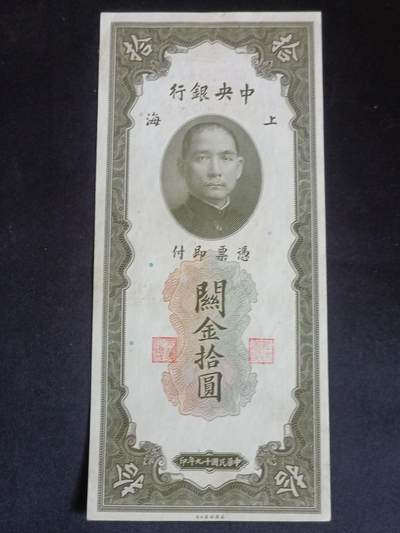 拾 拾
中央銀行
上海
憑票即付
關金拾圓
中華民國十九年印
拾 拾